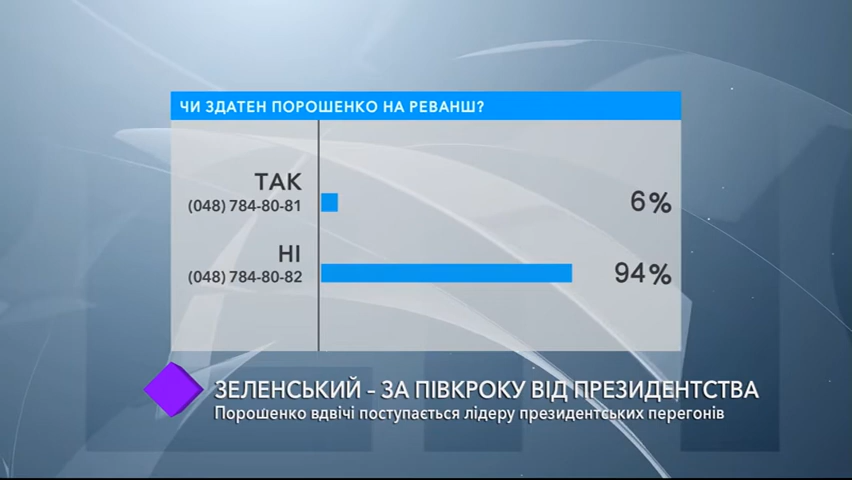 ЧИ ЗДАТЕН ПОРОШЕНКО НА РЕВАНШ?
ТАК
(048) 784-80-81
6%
НІ
(048) 784-80-82
94%
ЗЕЛЕНСЬКИЙ - ЗА ПІВКРОКУ ВІД ПРЕЗИДЕНТСТВА
Порошенко вдвічі поступається лідеру президентських перегонів